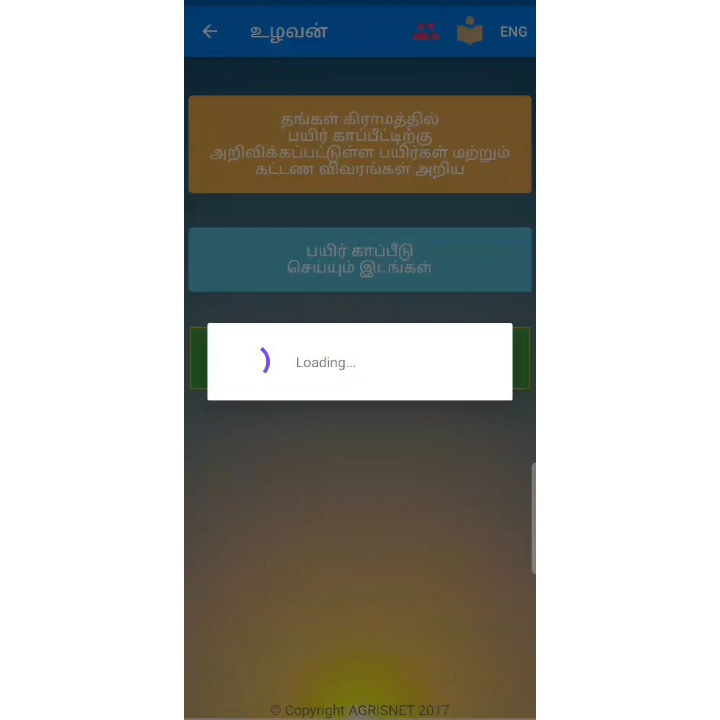 உழவன்
ENG
தங்கள் கிராமத்தில்
பயிர் காப்பீட்டிற்கு
அறிவிக்கப்பட்டுள்ள பயிர்கள் மற்றும்
கட்டண விவரங்கள் அறிய
பயிர் காப்பீடு
செய்யும் இடங்கள்
Loading...
© Copyright AGRISNET 2017